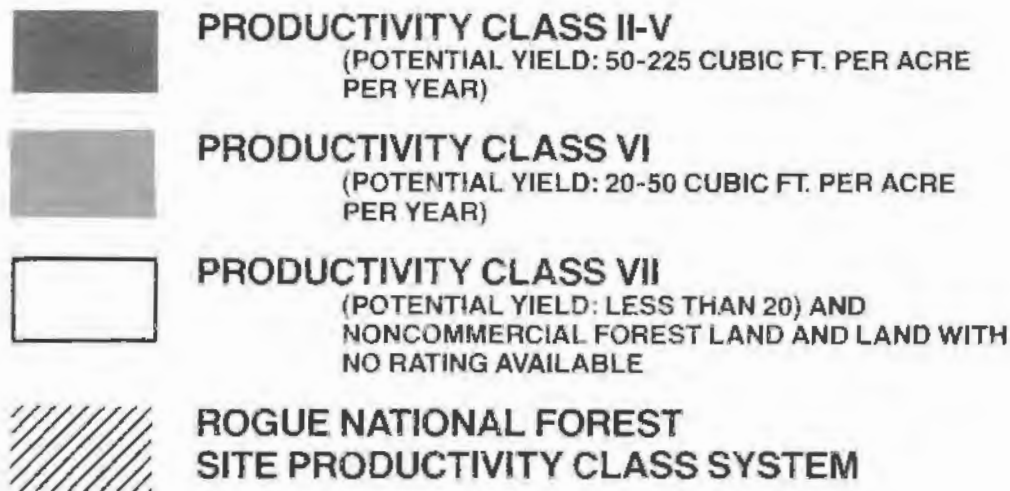 PRODUCTIVITY CLASS II-V
(POTENTIAL YIELD: 50-225 CUBIC FT. PER ACRE
PER YEAR)
PRODUCTIVITY CLASS VI
(POTENTIAL YIELD: 20-50 CUBIC FT. PER ACRE
PER YEAR)
PRODUCTIVITY CLASS VII
(POTENTIAL YIELD: LESS THAN 20) AND
NONCOMMERCIAL FOREST LAND AND LAND WITH
NO RATING AVAILABLE
ROGUE NATIONAL FOREST
SITE PRODUCTIVITY CLASS SYSTEM